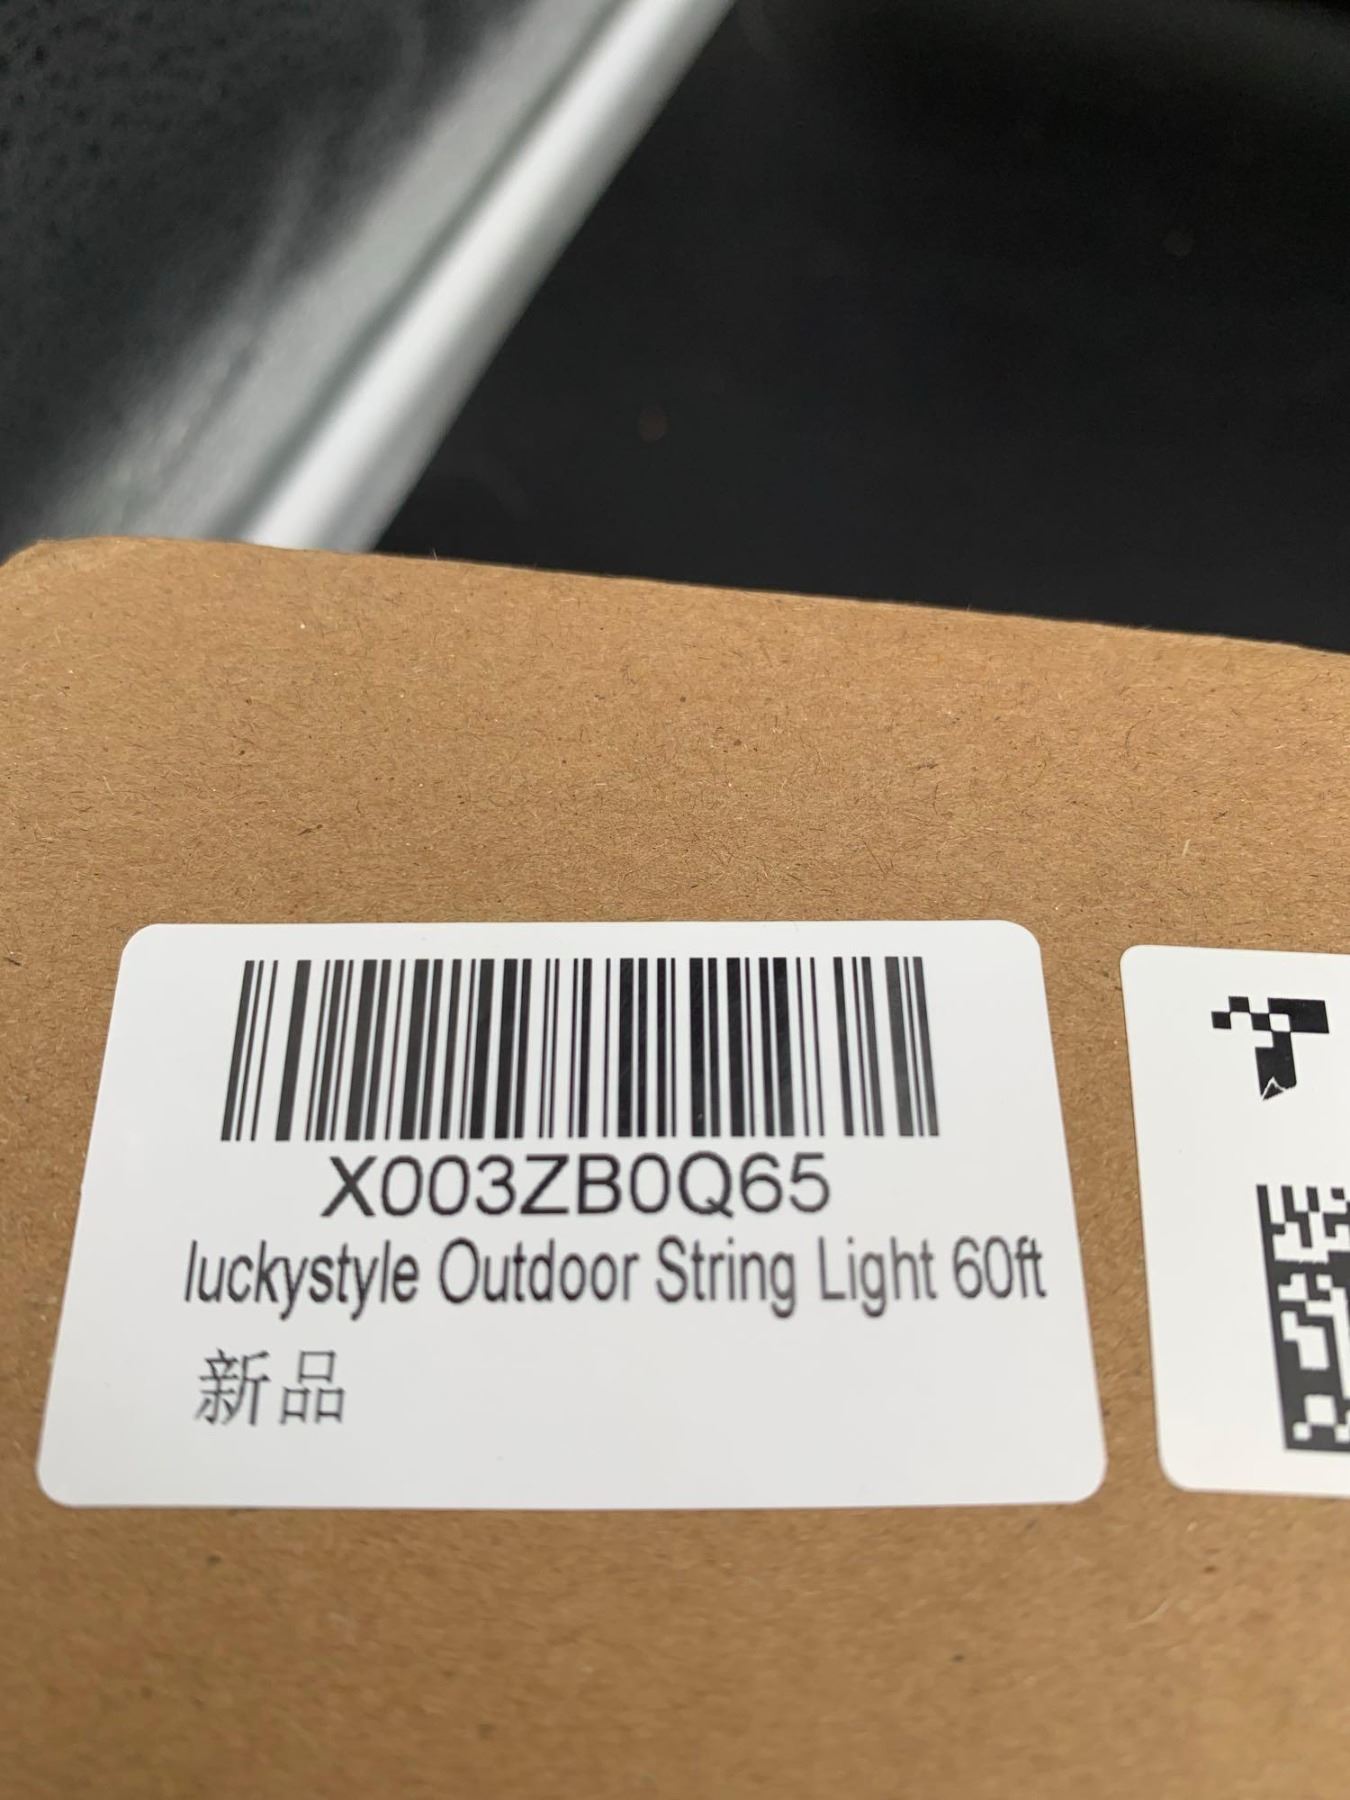 X003ZB0Q65
luckystyle Outdoor String Light 60ft
新品